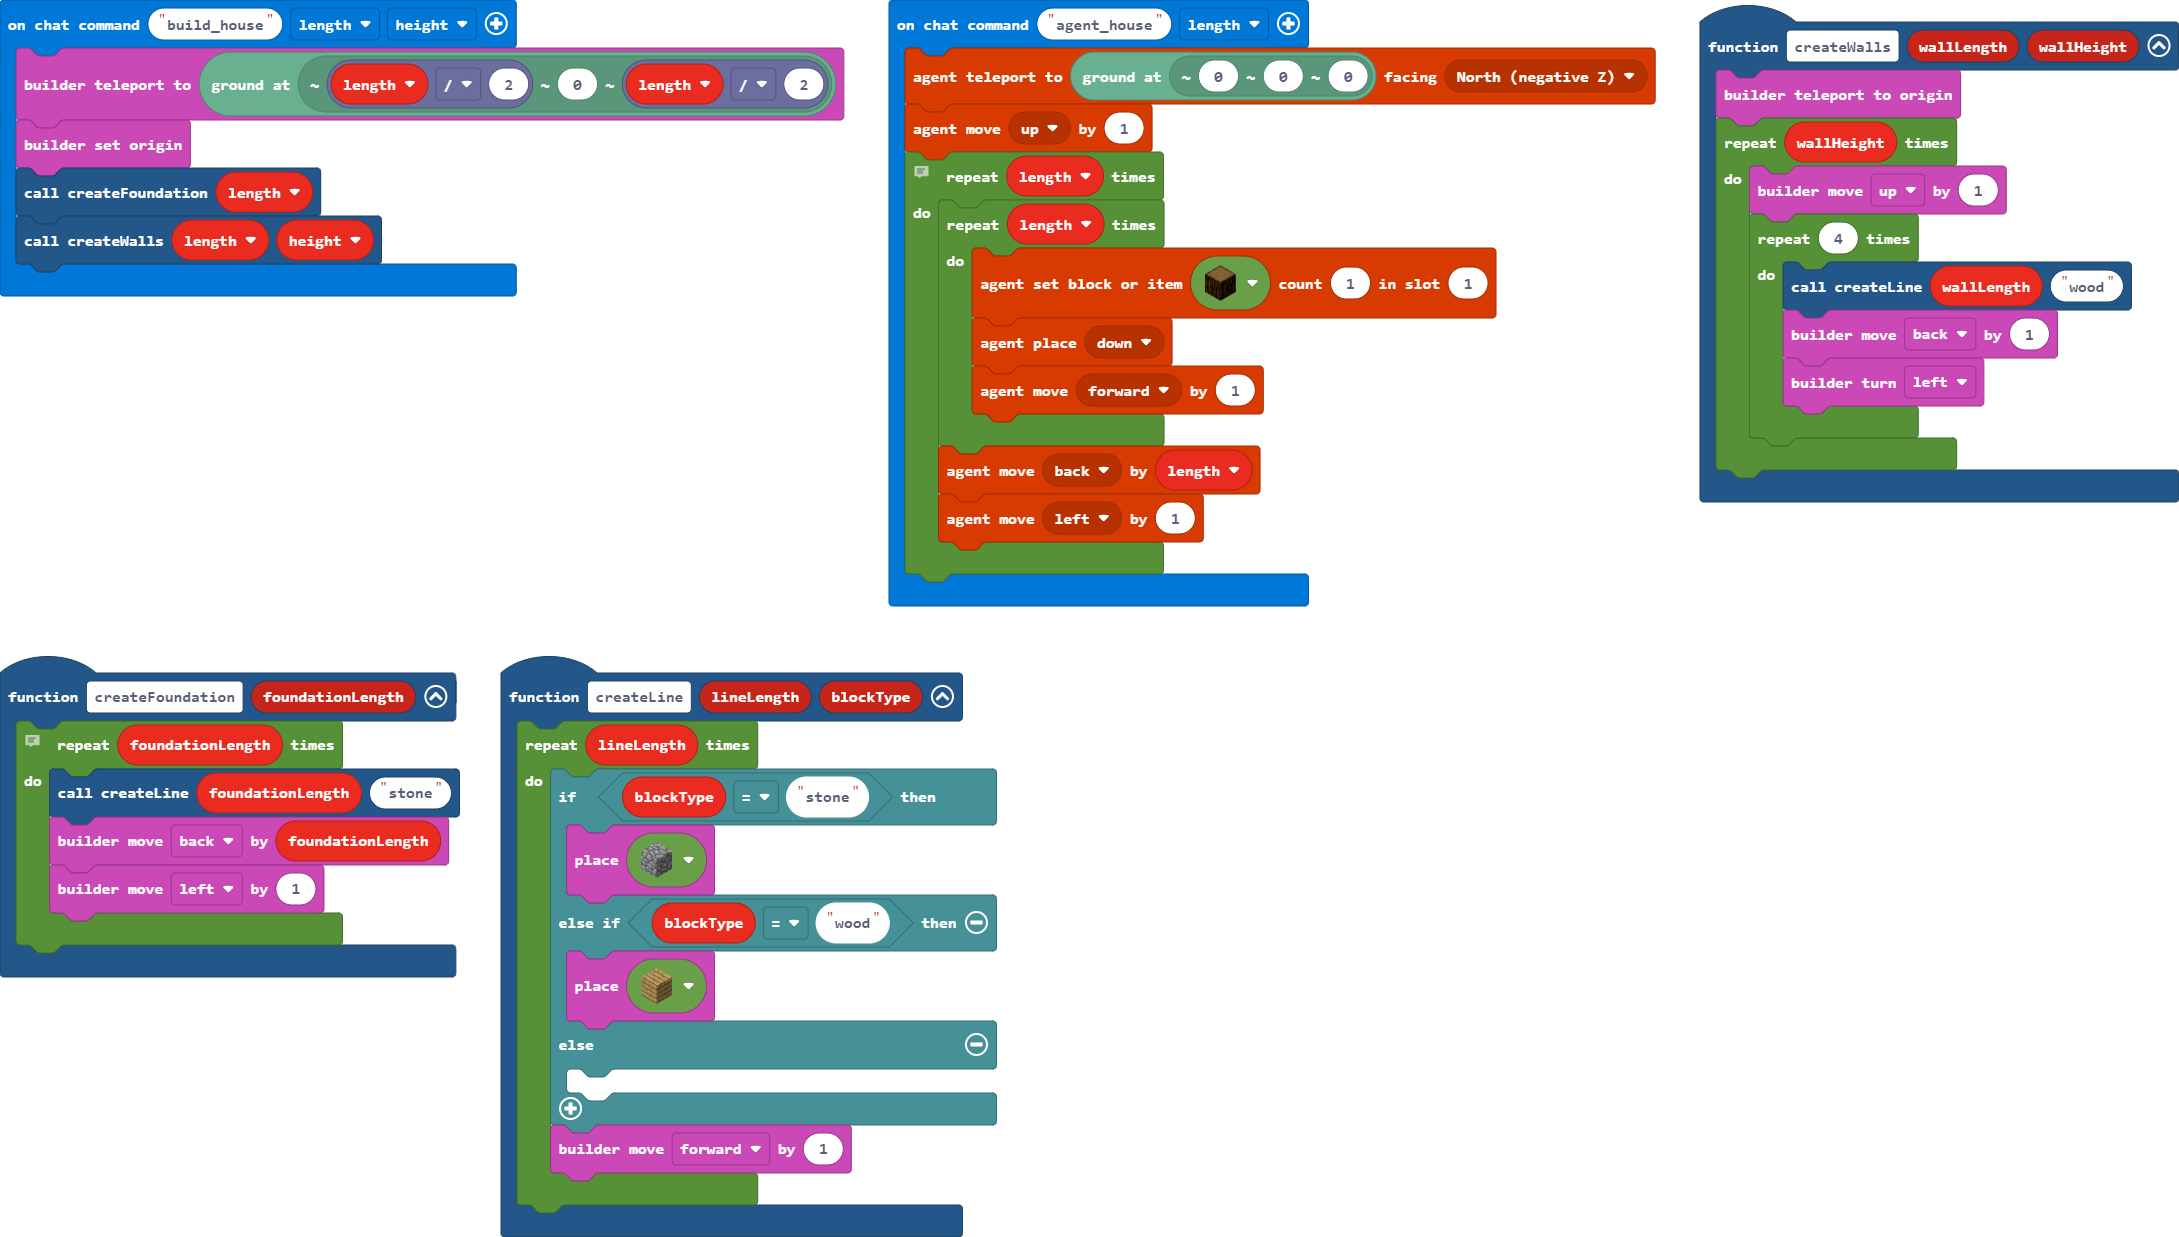 on chat command "build_house" length height
builder teleport to ground at ~ length / 2 ~ 0 ~ length / 2
builder set origin
call createFoundation length
call createWalls length height
on chat command "agent_house" length
agent teleport to ground at ~ 0 ~ 0 ~ 0 facing North (negative Z)
agent move up by 1
repeat length times
do repeat length times
do agent set block or item count 1 in slot 1
agent place down
agent move forward by 1
agent move back by length
agent move left by 1
function createWalls wallLength wallHeight
builder teleport to origin
repeat wallHeight times
do builder move up by 1
repeat 4 times
do call createLine wallLength "wood"
builder move back by 1
builder turn left
function createFoundation foundationLength
repeat foundationLength times
do call createLine foundationLength "stone"
builder move back by foundationLength
builder move left by 1
function createLine lineLength blockType
repeat lineLength times
do if blockType = "stone" then
place
else if blockType = "wood" then
place
else
builder move forward by 1